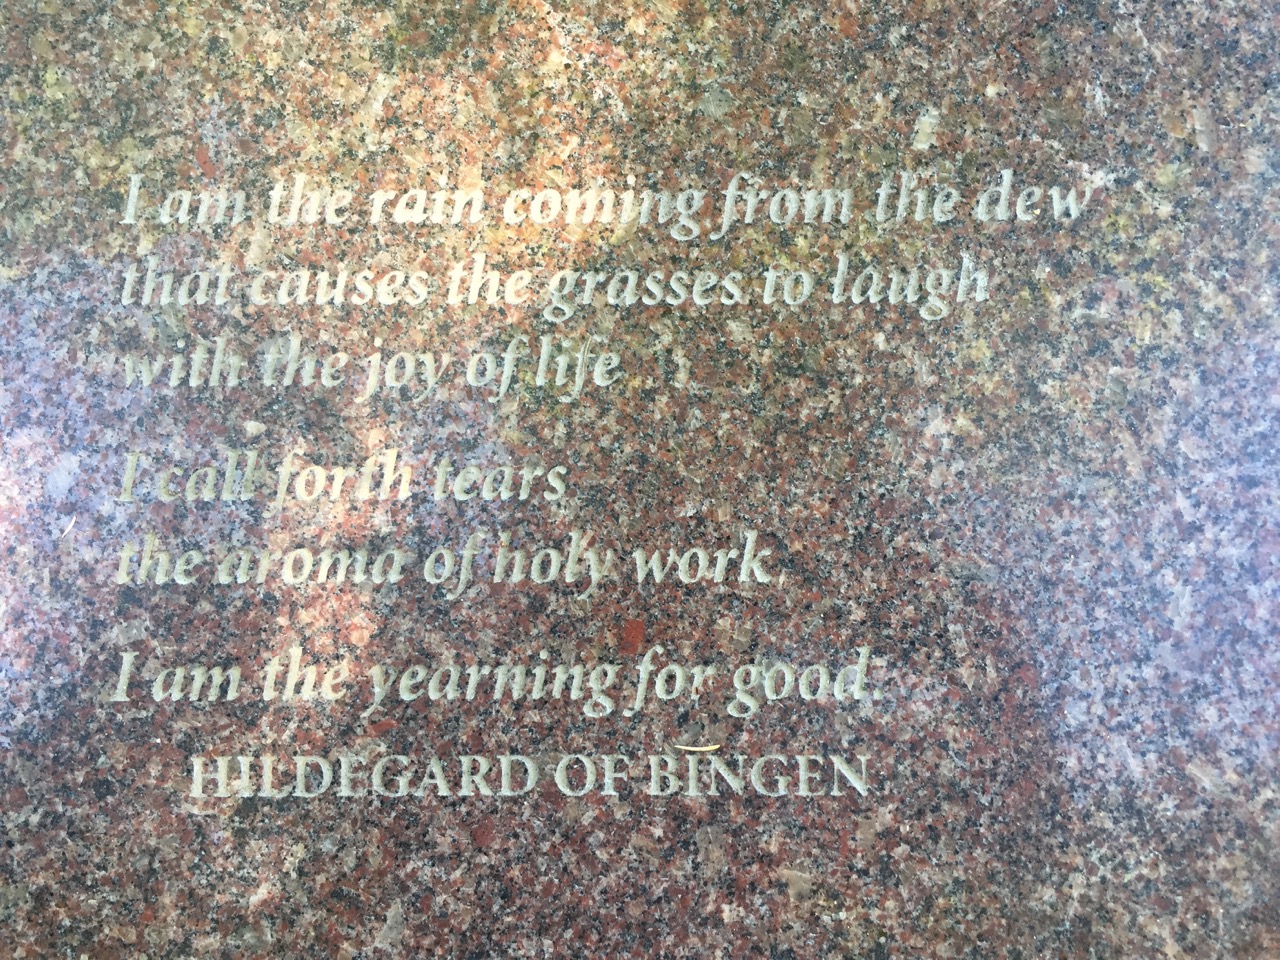 I am the rain coming from the dew
that causes the grasses to laugh
with the joy of life
I call forth tears,
the aroma of holy work.
I am the yearning for good.
HILDEGARD OF BINGEN